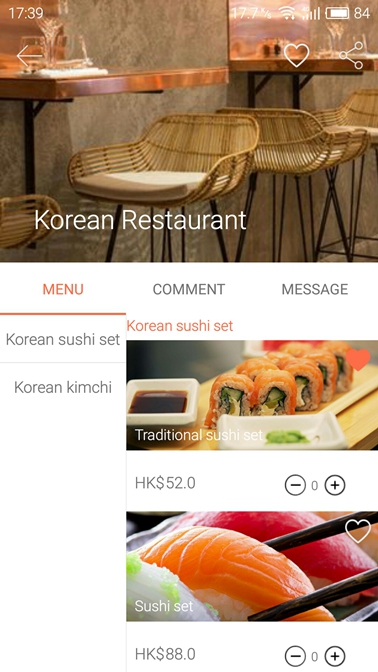 17:39
17.7% 84
Korean Restaurant
MENU COMMENT MESSAGE
Korean sushi set
Korean kimchi
Korean sushi set
Traditional sushi set
HK$52.0 0
Sushi set
HK$88.0 0